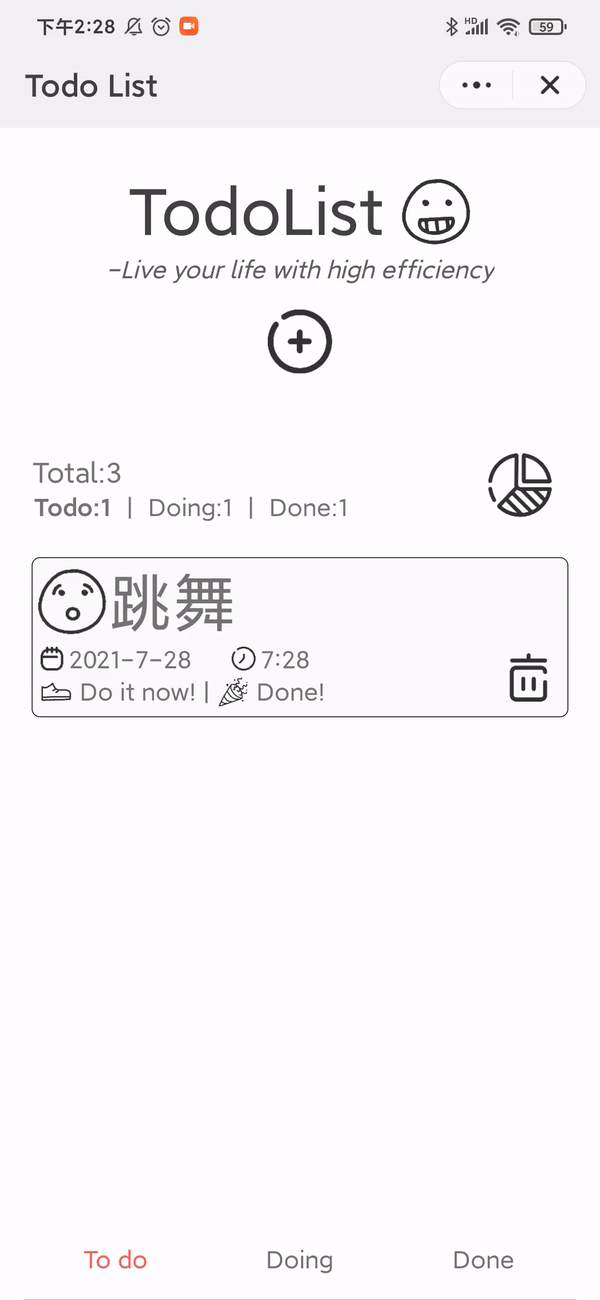 下午2:28 HD 59
Todo List
TodoList
-Live your life with high efficiency
Total:3
Todo:1 | Doing:1 | Done:1
跳舞
2021-7-28 7:28
Do it now! | Done!
To do Doing Done